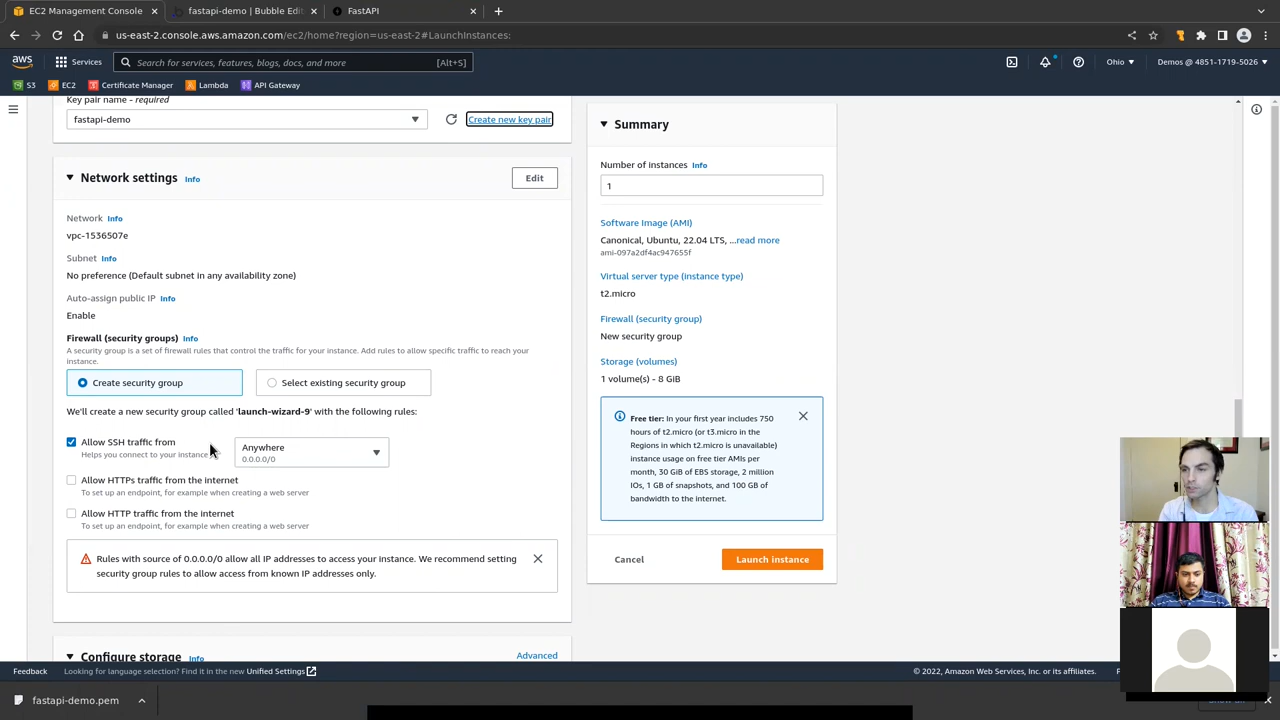 EC2 Management Console
fastapi-demo | Bubble Edit
FastAPI
us-east-2.console.aws.amazon.com/ec2/home?region=us-east-2#LaunchInstances:
aws
Services
Search for services, features, blogs, docs, and more
[Alt+S]
Ohio
Demos @ 4851-1719-5026
S3
EC2
Certificate Manager
Lambda
API Gateway
Key pair name - required
fastapi-demo
Create new key pair
Network settings Info
Edit
Network Info
vpc-1536507e
Subnet Info
No preference (Default subnet in any availability zone)
Auto-assign public IP Info
Enable
Firewall (security groups) Info
A security group is a set of firewall rules that control the traffic for your instance. Add rules to allow specific traffic to reach your
instance.
Create security group
Select existing security group
We'll create a new security group called 'launch-wizard-9' with the following rules:
Allow SSH traffic from
Helps you connect to your instance
Anywhere
0.0.0.0/0
Allow HTTPs traffic from the internet
To set up an endpoint, for example when creating a web server
Allow HTTP traffic from the internet
To set up an endpoint, for example when creating a web server
Rules with source of 0.0.0.0/0 allow all IP addresses to access your instance. We recommend setting
security group rules to allow access from known IP addresses only.
Configure storage Info
Advanced
Summary
Number of instances Info
1
Software Image (AMI)
Canonical, Ubuntu, 22.04 LTS, ...read more
ami-097a2df4ac947655f
Virtual server type (instance type)
t2.micro
Firewall (security group)
New security group
Storage (volumes)
1 volume(s) - 8 GiB
Free tier: In your first year includes 750
hours of t2.micro (or t3.micro in the
Regions in which t2.micro is unavailable)
instance usage on free tier AMIs per
month, 30 GiB of EBS storage, 2 million
IOs, 1 GB of snapshots, and 100 GB of
bandwidth to the internet.
Cancel
Launch instance
Feedback
Looking for language selection? Find it in the new Unified Settings
© 2022, Amazon Web Services, Inc. or its affiliates.
fastapi-demo.pem